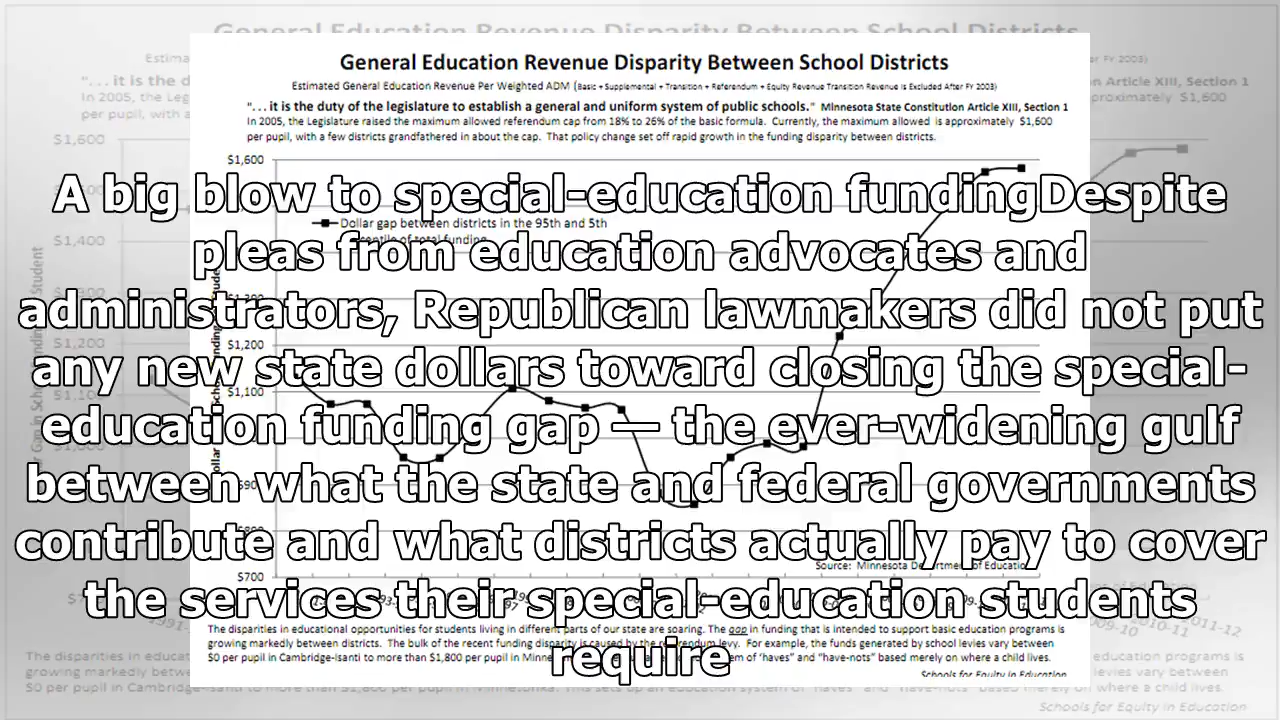 General Education Revenue Disparity Between School Districts
Estimated General Education Revenue Per Weighted ADM (Basic + Supplemental + Transition + Referendum + Equity Revenue Transition Revenue is Excluded After FY 2003)
". . . it is the duty of the legislature to establish a general and uniform system of public schools." Minnesota State Constitution Article XIII, Section 1
In 2005, the Legislature raised the maximum allowed referendum cap from 18% to 26% of the basic formula. Currently, the maximum allowed is approximately $1,600
per pupil, with a few districts grandfathered in about the cap. That policy change set off rapid growth in the funding disparity between districts.
$1,600
A big blow to special-education fundingDespite
pleas from education advocates and
administrators, Republican lawmakers did not put
any new state dollars toward closing the special-
education funding gap — the ever-widening gulf
between what the state and federal governments
contribute and what districts actually pay to cover
the services their special-education students
require
Dollar gap between districts in the 95th and 5th
$1,200
$1,100
$700
Source: Minnesota Department of Education
The disparities in educational opportunities for students living in different parts of our state are soaring. The gap in funding that is intended to support basic education programs is
growing markedly between districts. The bulk of the recent funding disparity is caused by the referendum levy. For example, the funds generated by school levies vary between
$0 per pupil in Cambridge-Isanti to more than $1,800 per pupil in
of "haves" and "have-nots" based merely on where a child lives.
Schools for Equity in Education